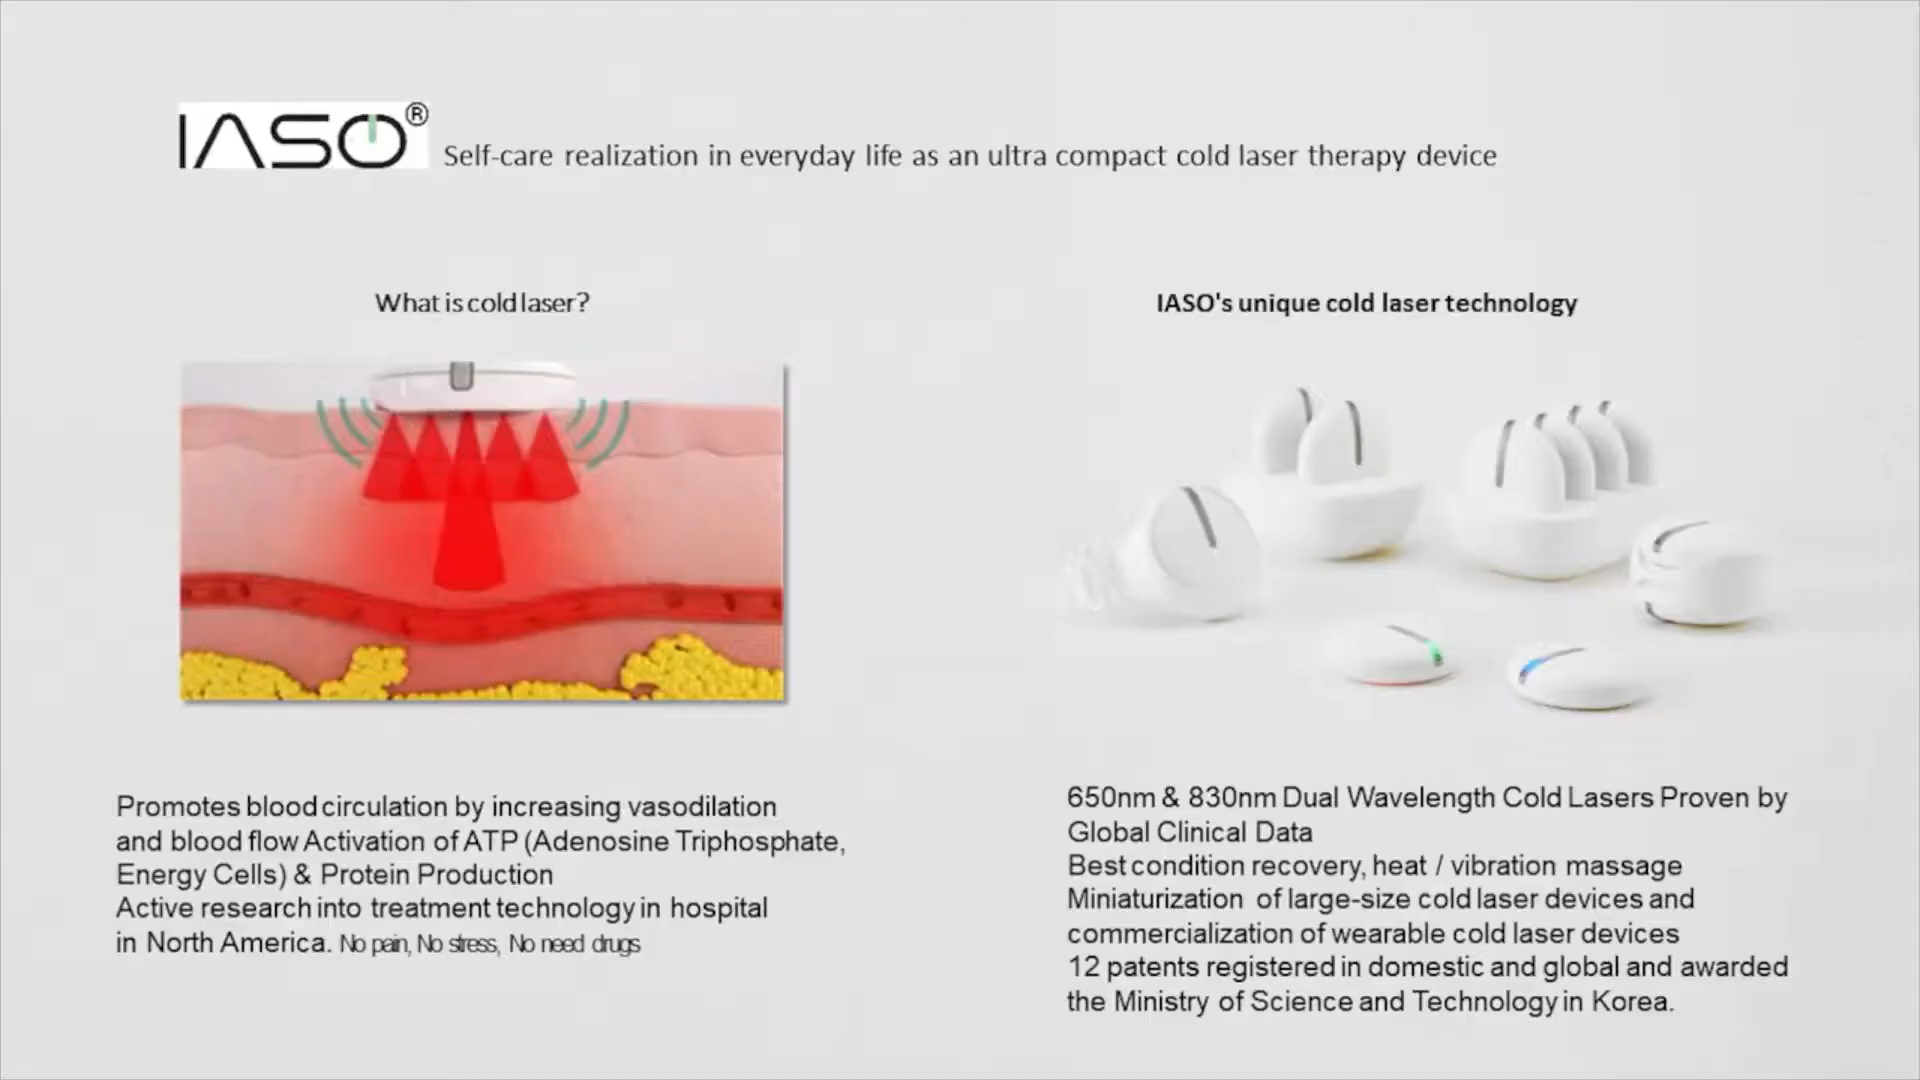 IASO®
Self-care realization in everyday life as an ultra compact cold laser therapy device
What is cold laser?
Promotes blood circulation by increasing vasodilation
and blood flow Activation of ATP (Adenosine Triphosphate,
Energy Cells) & Protein Production
Active research into treatment technology in hospital
in North America. No pain, No stress, No need drugs
IASO's unique cold laser technology
650nm & 830nm Dual Wavelength Cold Lasers Proven by
Global Clinical Data
Best condition recovery, heat / vibration massage
Miniaturization of large-size cold laser devices and
commercialization of wearable cold laser devices
12 patents registered in domestic and global and awarded
the Ministry of Science and Technology in Korea.